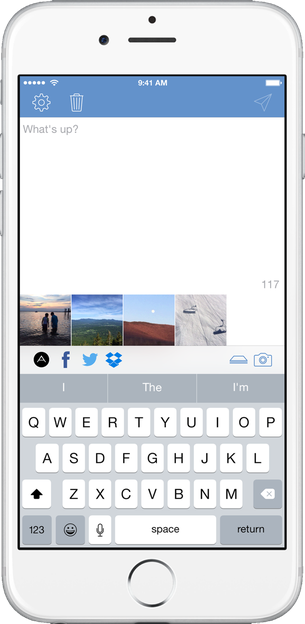 9:41 AM
What's up?
117
I The I'm
Q W E R T Y U I O P
A S D F G H J K L
Z X C V B N M
123 space return